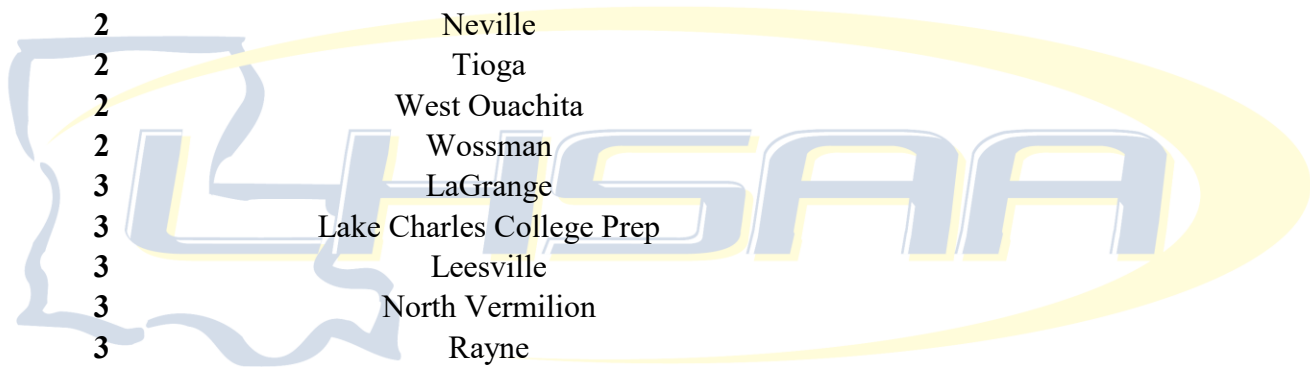 2 Neville
2 Tioga
2 West Ouachita
2 Wossman
3 LaGrange
3 Lake Charles College Prep
3 Leesville
3 North Vermilion
3 Rayne
LHSAA